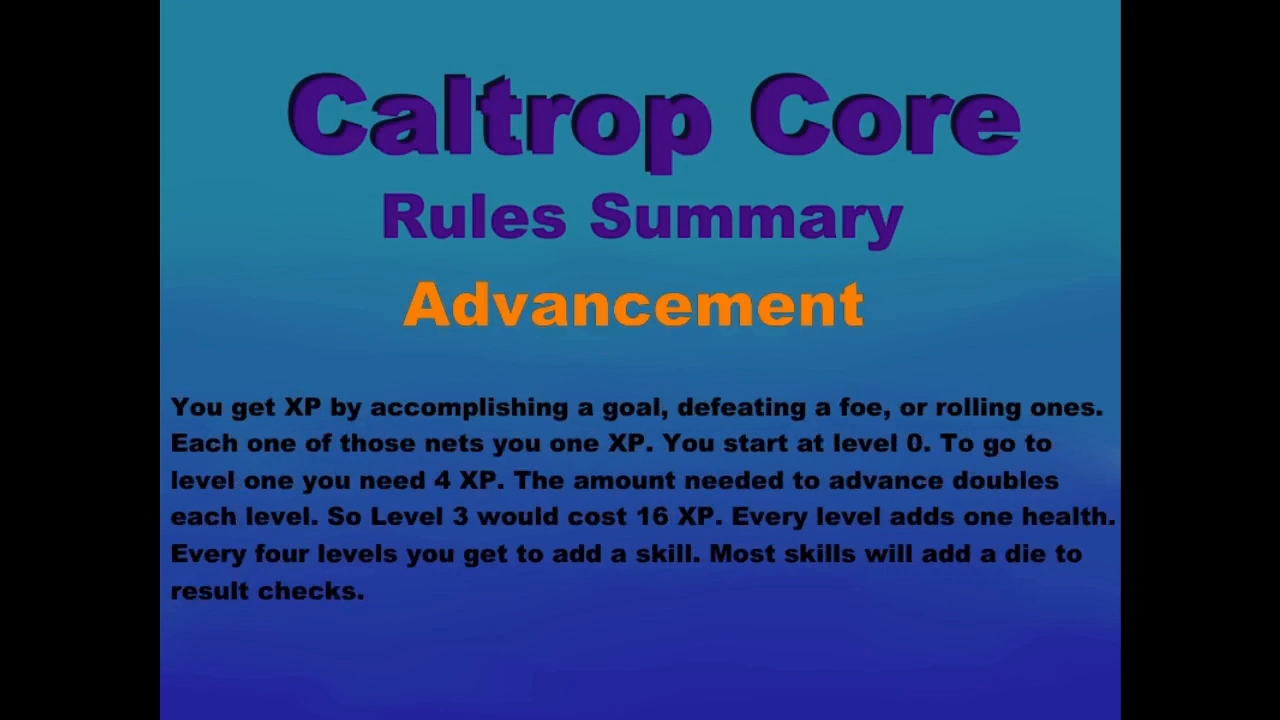 Caltrop Core
Rules Summary
Advancement
You get XP by accomplishing a goal, defeating a foe, or rolling ones.
Each one of those nets you one XP. You start at level 0. To go to
level one you need 4 XP. The amount needed to advance doubles
each level. So Level 3 would cost 16 XP. Every level adds one health.
Every four levels you get to add a skill. Most skills will add a die to
result checks.